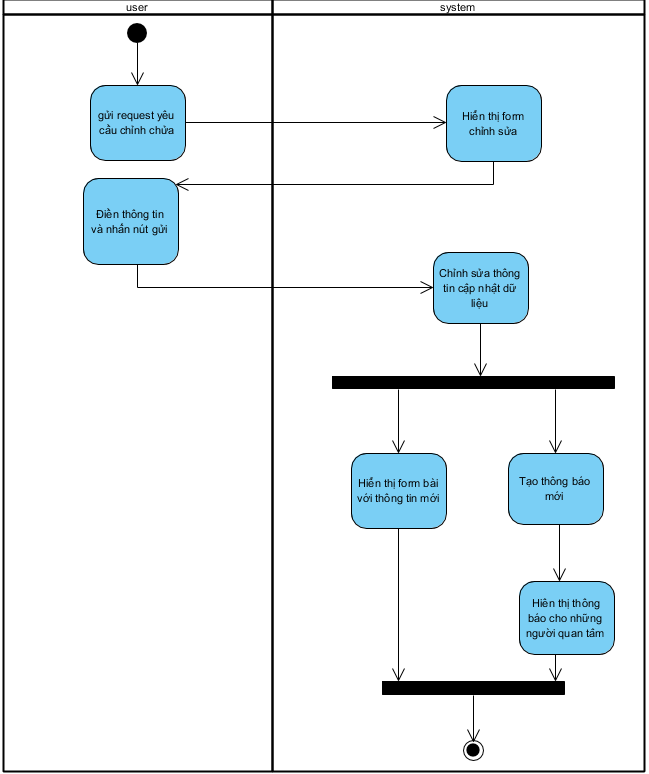 user
system
gửi request yêu
cầu chỉnh chửa
Hiển thị form
chỉnh sửa
Điền thông tin
và nhấn nút gửi
Chỉnh sửa thông
tin cập nhật dữ
liệu
Hiển thị form bài
với thông tin mới
Tạo thông báo
mới
Hiển thị thông
báo cho những
người quan tâm